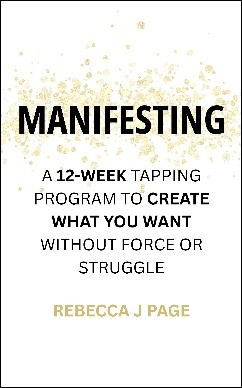 MANIFESTING
A 12-WEEK TAPPING
PROGRAM TO CREATE
WHAT YOU WANT
WITHOUT FORCE OR
STRUGGLE
REBECCA J PAGE